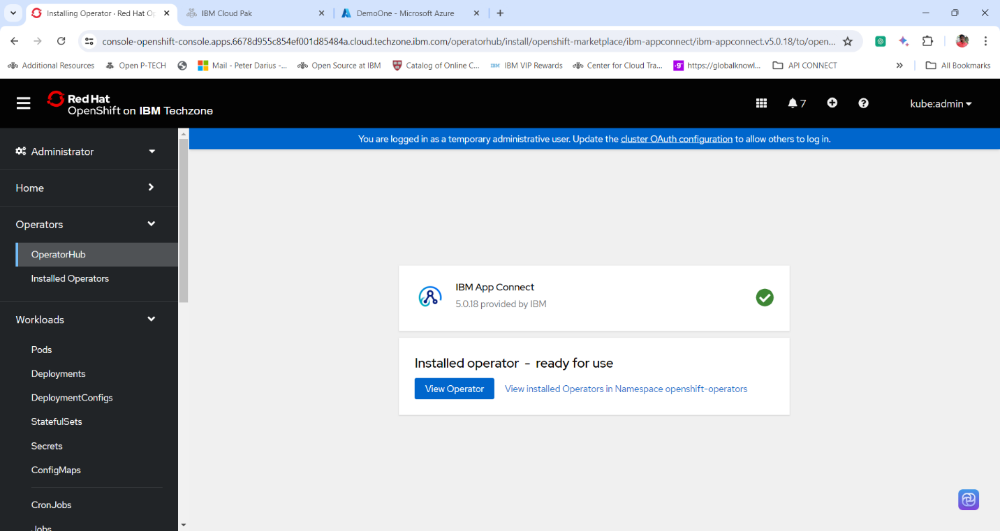 Installing Operator · Red Hat Op
IBM Cloud Pak
DemoOne - Microsoft Azure
console-openshift-console.apps.6678d955c854ef001d85484a.cloud.techzone.ibm.com/operatorhub/install/openshift-marketplace/ibm-appconnect/ibm-appconnect.v5.0.18/to/open...
Additional Resources
Open P-TECH
Mail - Peter Darius -...
Open Source at IBM
Catalog of Online C...
IBM VIP Rewards
Center for Cloud Tra...
https://globalknowl...
API CONNECT
»
All Bookmarks
Red Hat
OpenShift on IBM Techzone
7
kube:admin
You are logged in as a temporary administrative user. Update the cluster OAuth configuration to allow others to log in.
Administrator
Home
Operators
OperatorHub
Installed Operators
Workloads
Pods
Deployments
DeploymentConfigs
StatefulSets
Secrets
ConfigMaps
CronJobs
Jobs
IBM App Connect
5.0.18 provided by IBM
Installed operator - ready for use
View Operator
View installed Operators in Namespace openshift-operators